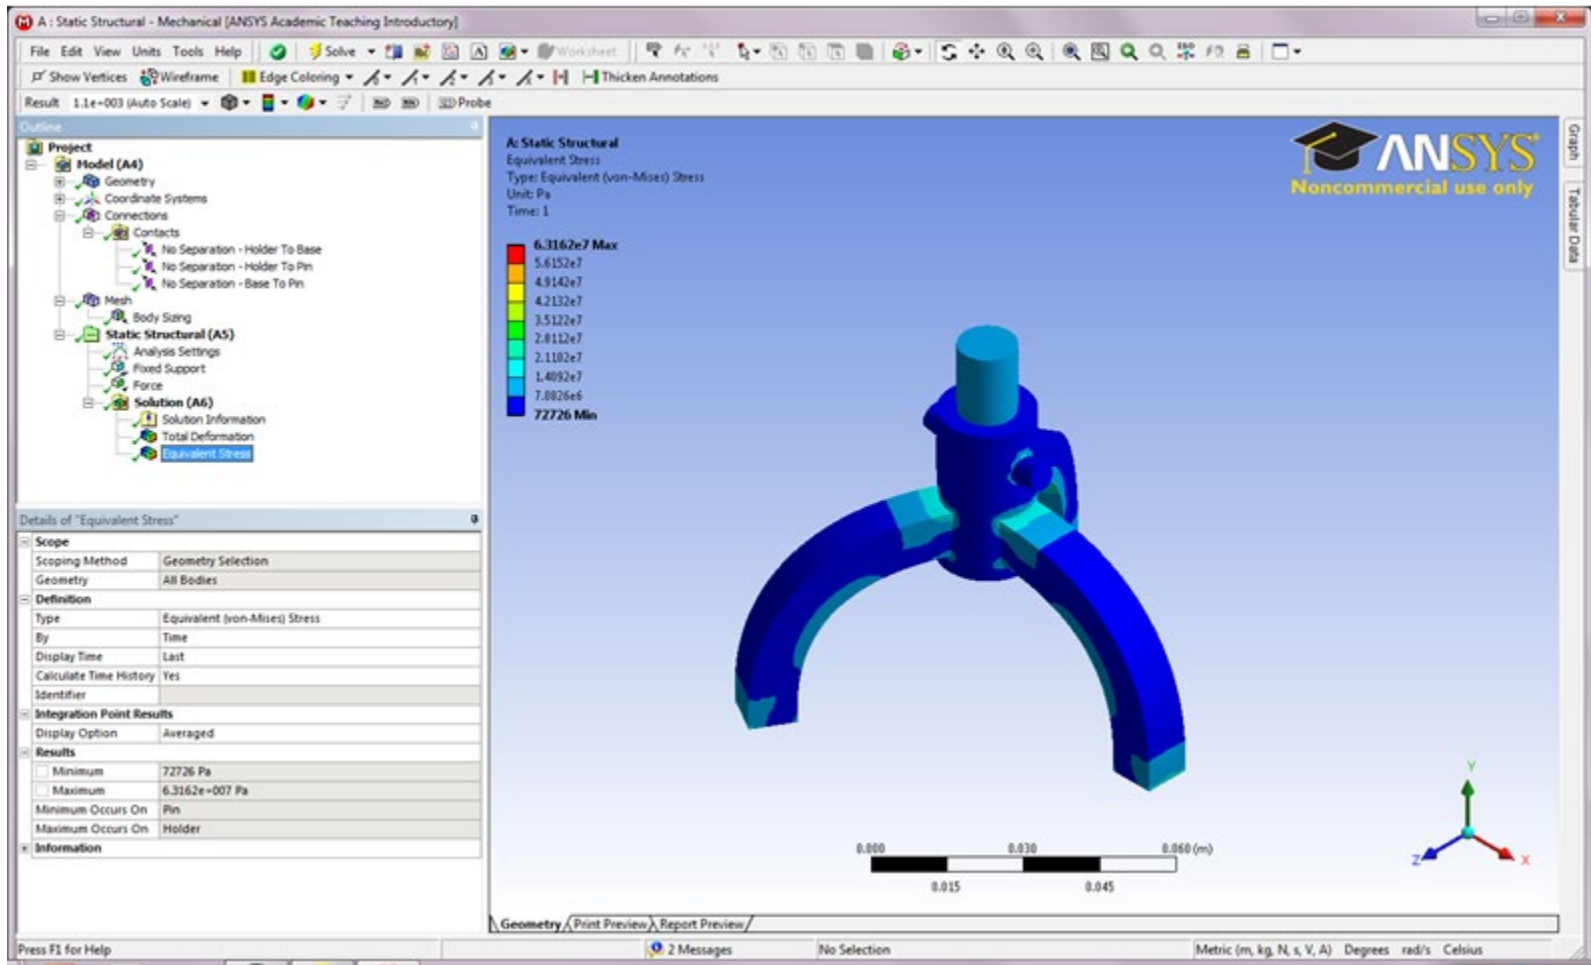 A : Static Structural - Mechanical [ANSYS Academic Teaching Introductory]
File Edit View Units Tools Help Solve Worksheet
Show Vertices Wireframe Edge Coloring Thicken Annotations
Result 1.1e+003 (Auto Scale) Probe
Outline
Project
Model (A4)
Geometry
Coordinate Systems
Connections
Contacts
No Separation - Holder To Base
No Separation - Holder To Pin
No Separation - Base To Pin
Mesh
Body Sizing
Static Structural (A5)
Analysis Settings
Fixed Support
Force
Solution (A6)
Solution Information
Total Deformation
Equivalent Stress
Details of "Equivalent Stress"
Scope
Scoping Method Geometry Selection
Geometry All Bodies
Definition
Type Equivalent (von-Mises) Stress
By Time
Display Time Last
Calculate Time History Yes
Identifier
Integration Point Results
Display Option Averaged
Results
Minimum 72726 Pa
Maximum 6.3162e+007 Pa
Minimum Occurs On Pin
Maximum Occurs On Holder
Information
A: Static Structural
Equivalent Stress
Type: Equivalent (von-Mises) Stress
Unit: Pa
Time: 1
6.3162e7 Max
5.6152e7
4.9142e7
4.2132e7
3.5122e7
2.8112e7
2.1102e7
1.4092e7
7.0826e6
72726 Min
ANSYS
Noncommercial use only
Graph
Tabular Data
0.000 0.030 0.060 (m)
0.015 0.045
Y
Z X
Geometry Print Preview Report Preview
Press F1 for Help 2 Messages No Selection Metric (m, kg, N, s, V, A) Degrees rad/s Celsius